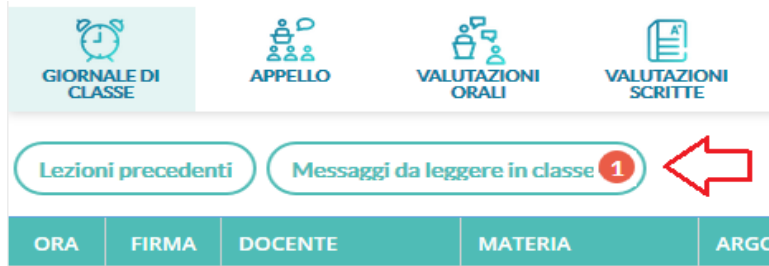 GIORNALE DI
CLASSE
APPELLO
VALUTAZIONI
ORALI
VALUTAZIONI
SCRITTE
Lezioni precedenti
Messaggi da leggere in classe 1
ORA FIRMA DOCENTE MATERIA ARGO